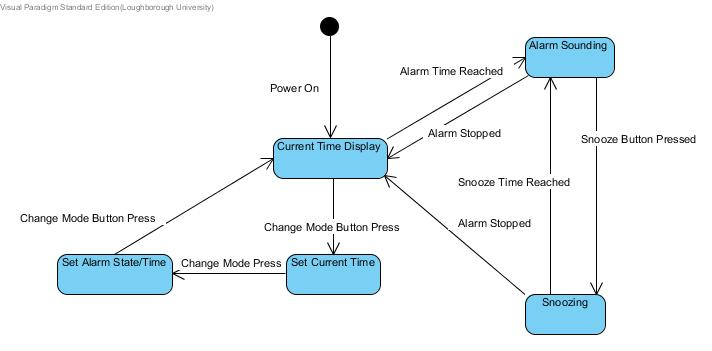 Visual Paradigm Standard Edition(Loughborough University)
Alarm Sounding
Alarm Time Reached
Power On
Alarm Stopped
Snooze Button Pressed
Current Time Display
Snooze Time Reached
Change Mode Button Press
Change Mode Button Press
Alarm Stopped
Set Alarm State/Time
Change Mode Press
Set Current Time
Snoozing